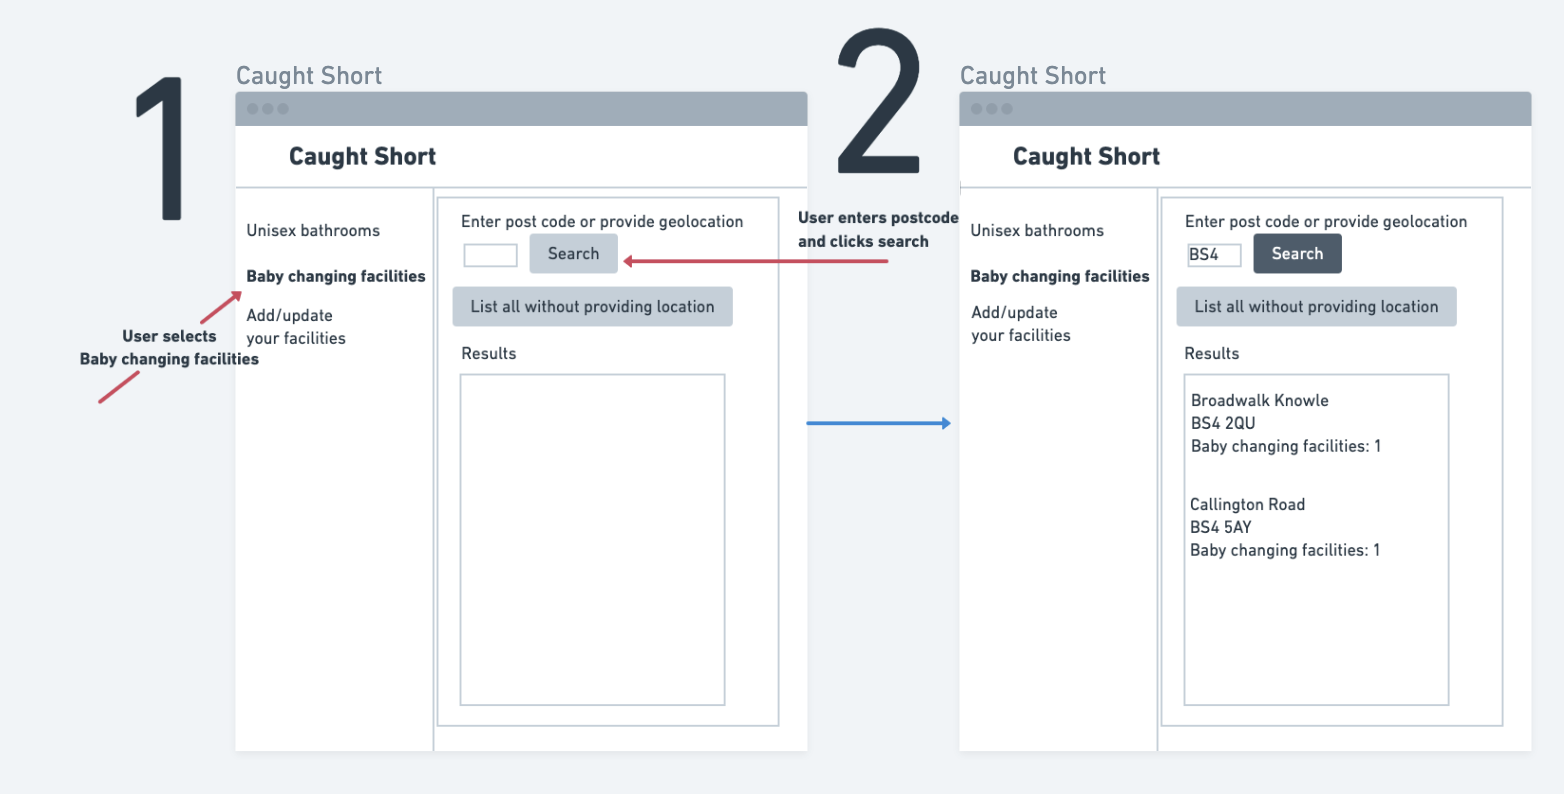 1
Caught Short
Caught Short
Unisex bathrooms
Baby changing facilities
Add/update
your facilities
User selects
Baby changing facilities
Enter post code or provide geolocation
Search
List all without providing location
Results
User enters postcode
and clicks search
2
Caught Short
Caught Short
Unisex bathrooms
Baby changing facilities
Add/update
your facilities
Enter post code or provide geolocation
BS4 Search
List all without providing location
Results
Broadwalk Knowle
BS4 2QU
Baby changing facilities: 1
Callington Road
BS4 5AY
Baby changing facilities: 1